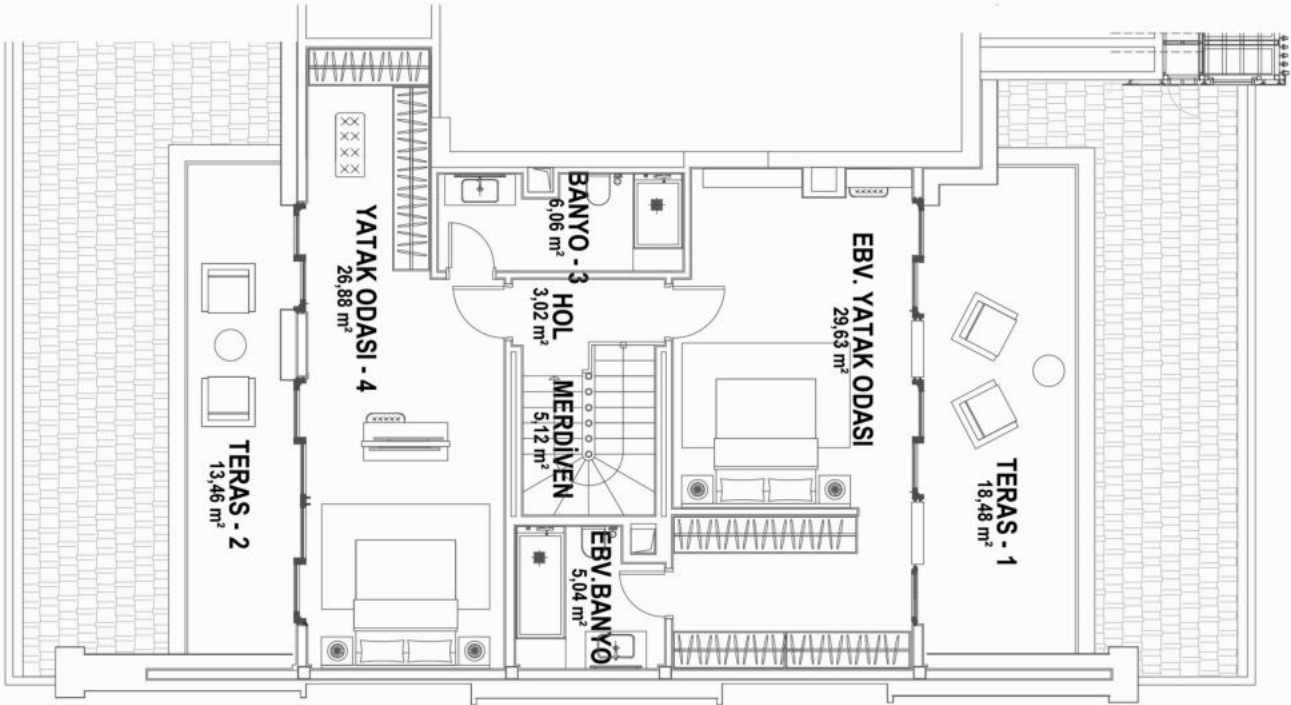 BANYO - 3
6,06 m²
YATAK ODASI - 4
26,88 m²
HOL
3,02 m²
EBV. YATAK ODASI
29,63 m²
MERDİVEN
5,12 m²
TERAS - 2
13,46 m²
TERAS - 1
18,48 m²
EBV.BANYO
5,04 m²